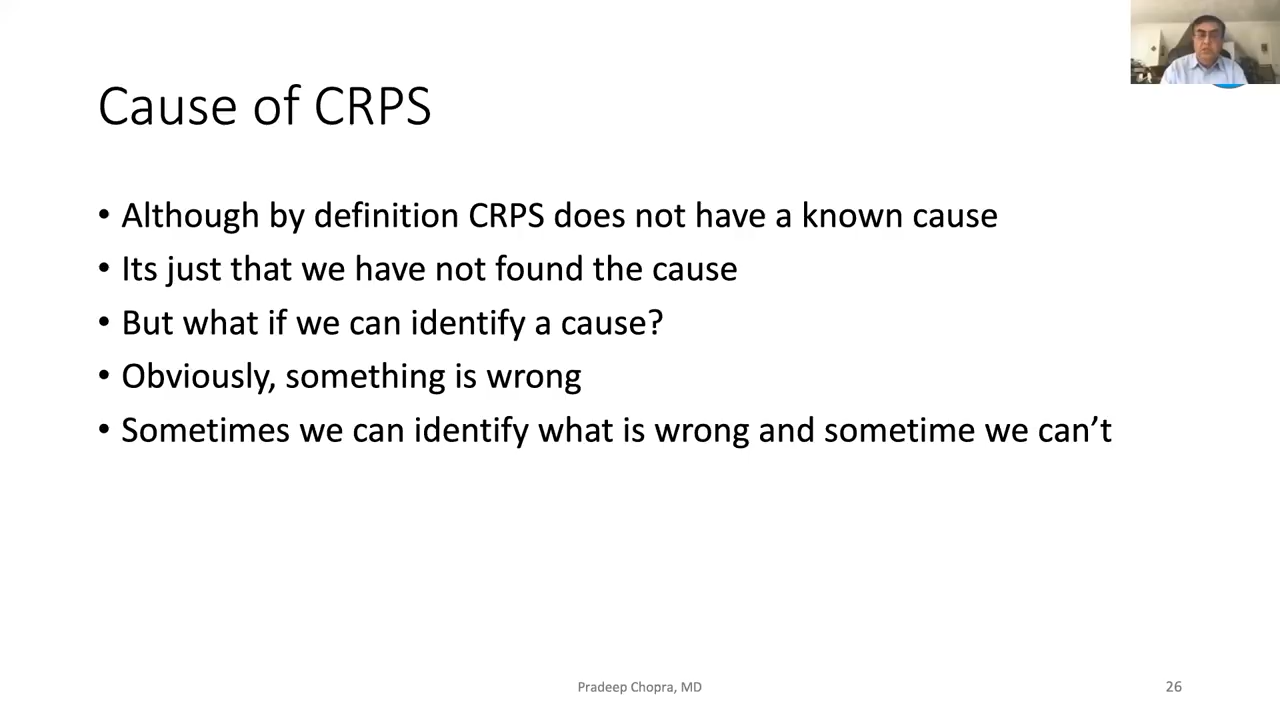 Cause of CRPS
• Although by definition CRPS does not have a known cause
• Its just that we have not found the cause
• But what if we can identify a cause?
• Obviously, something is wrong
• Sometimes we can identify what is wrong and sometime we can’t
Pradeep Chopra, MD
26